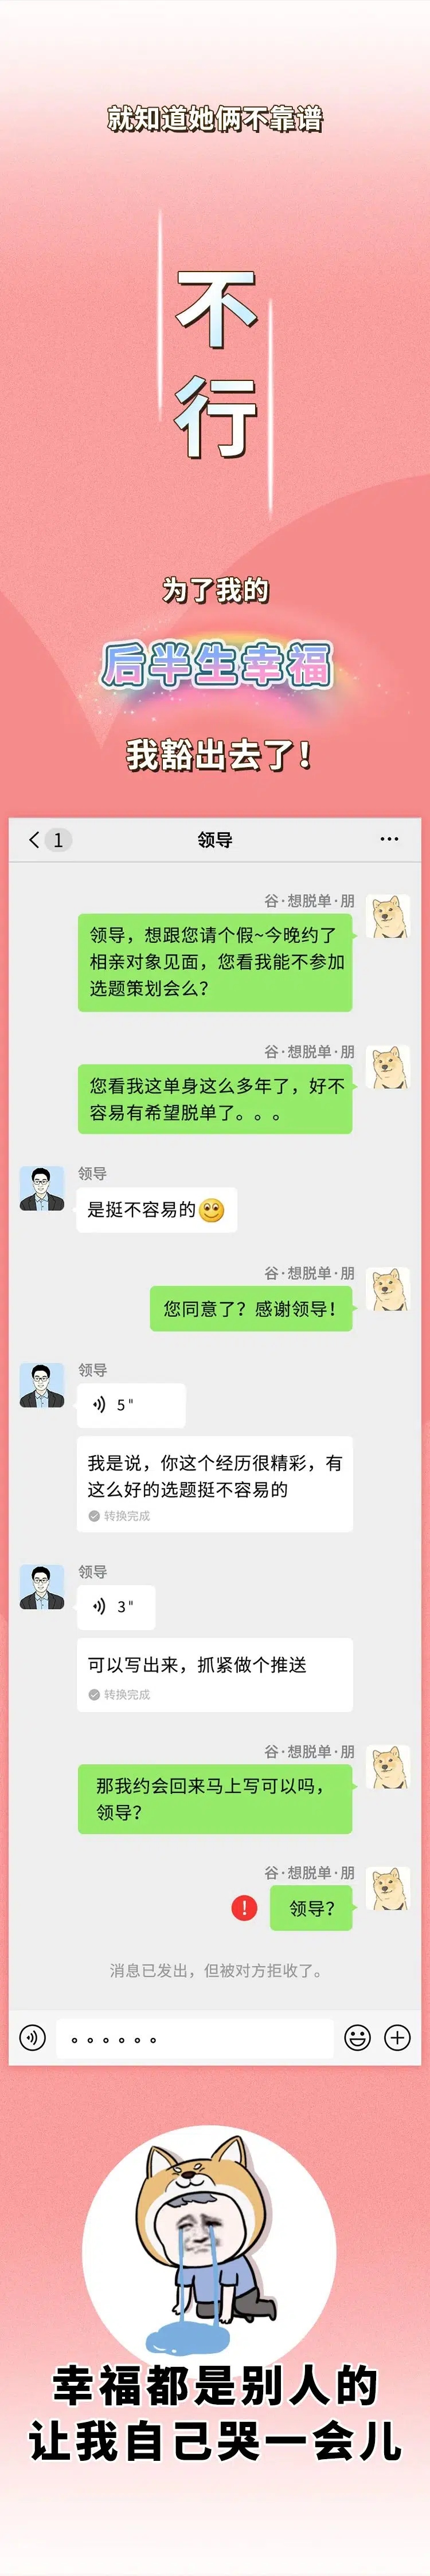 就知道她俩不靠谱
不
行
为了我的
后半生幸福
我豁出去了!
1
领导
谷·想脱单·朋
领导，想跟您请个假~今晚约了
相亲对象见面，您看我能不参加
选题策划会么?
谷·想脱单·朋
您看我这单身这么多年了，好不
容易有希望脱单了。。。
领导
是挺不容易的
谷·想脱单·朋
您同意了? 感谢领导!
领导
5"
我是说，你这个经历很精彩，有
这么好的选题挺不容易的
转换完成
领导
3"
可以写出来，抓紧做个推送
转换完成
谷·想脱单·朋
那我约会回来马上写可以吗，
领导?
谷·想脱单·朋
!
领导?
消息已发出，但被对方拒收了。
。。。。。。
幸福都是别人的
让我自己哭一会儿